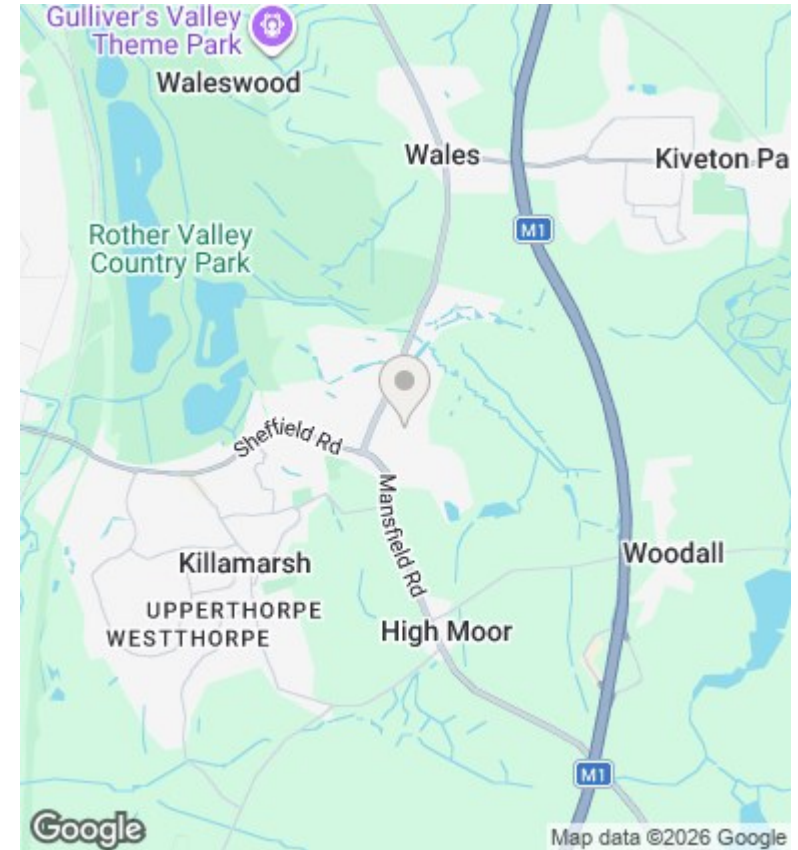 Gulliver's Valley
Theme Park
Waleswood
Wales
Kiveton Pa
M1
Rother Valley
Country Park
Sheffield Rd
Mansfield Rd
Killamarsh
Woodall
UPPERTHORPE
WESTTHORPE
High Moor
M1
Google
Map data ©2026 Google